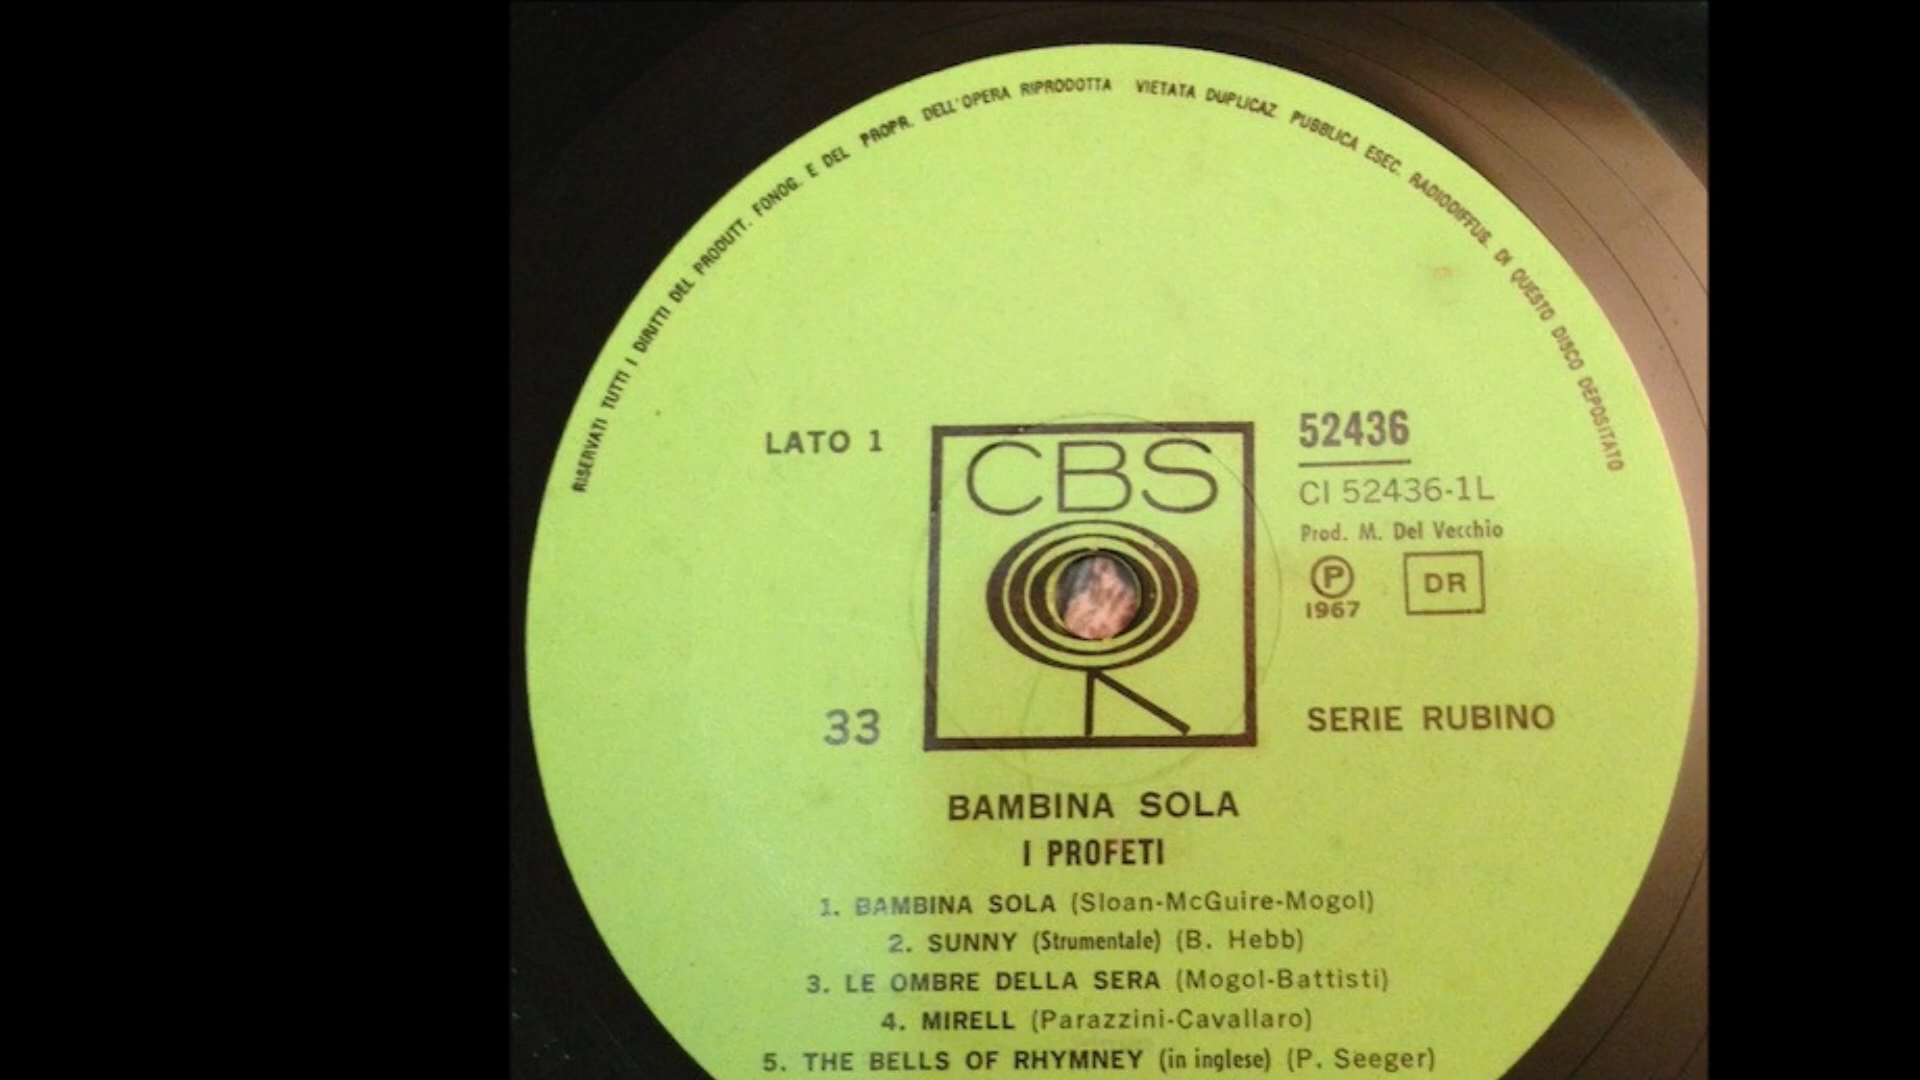 RISERVATI TUTTI I DIRITTI DEL PRODUTT. FONOG. E DEL PROPR. DELL'OPERA RIPRODOTTA VIETATA DUPLICAZ. PUBBLICA ESEC. RADIODIFFUS. DI QUESTO DISCO DEPOSITATO
LATO 1
CBS
52436
CI 52436-1L
Prod. M. Del Vecchio
P
1967
DR
33
SERIE RUBINO
BAMBINA SOLA
I PROFETI
1. BAMBINA SOLA (Sloan-McGuire-Mogol)
2. SUNNY (Strumentale) (B. Hebb)
3. LE OMBRE DELLA SERA (Mogol-Battisti)
4. MIRELL (Parazzini-Cavallaro)
5. THE BELLS OF RHYMNEY (in inglese) (P. Seeger)